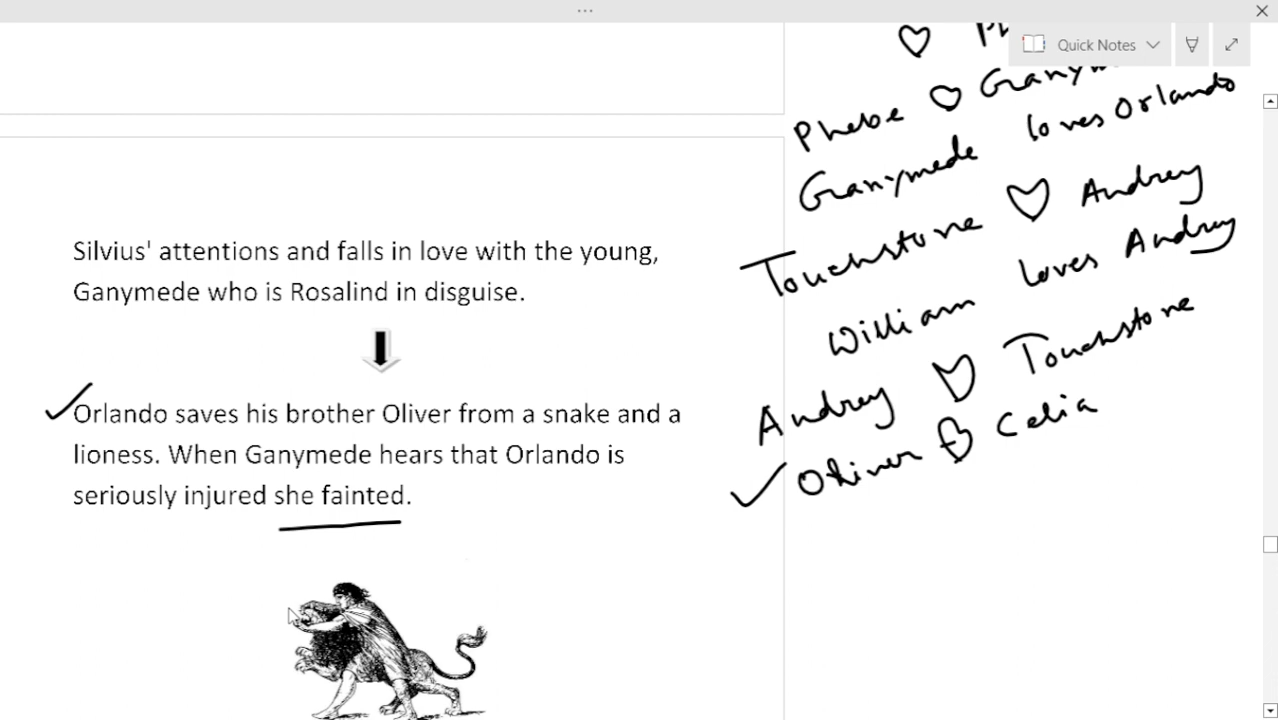 Quick Notes
Phebe ♡
Ganymede loves Orlando
Touchstone ♡ Audrey
William loves Audrey
Audrey ♡ Touchstone
Oliver ♡ Celia
Silvius' attentions and falls in love with the young,
Ganymede who is Rosalind in disguise.
Orlando saves his brother Oliver from a snake and a
lioness. When Ganymede hears that Orlando is
seriously injured she fainted.